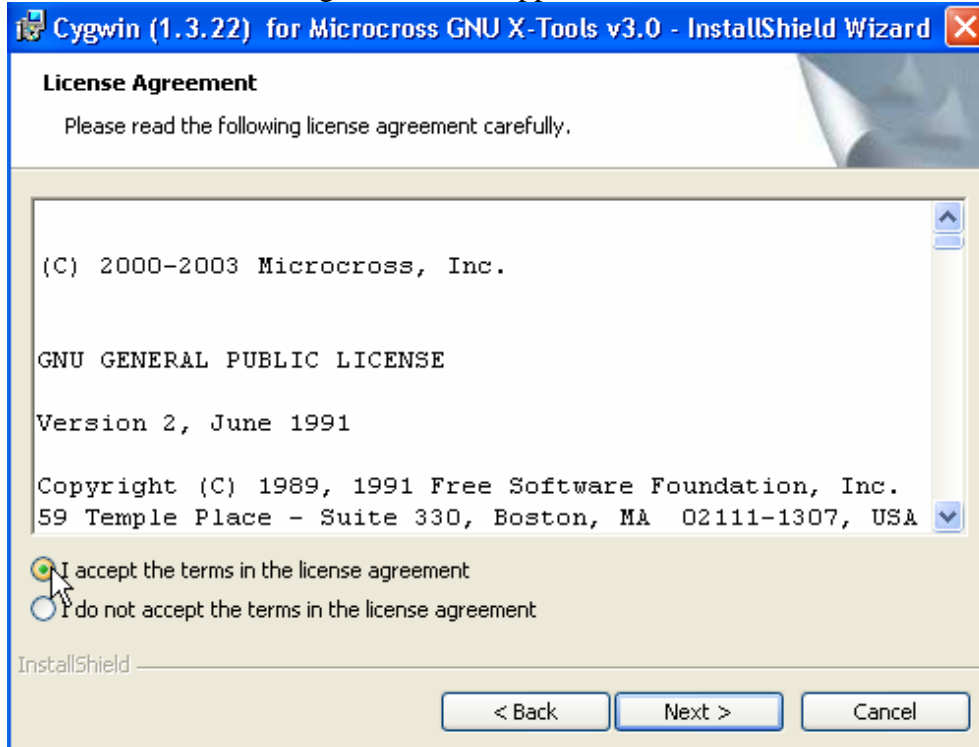 Cygwin (1.3.22) for Microcross GNU X-Tools v3.0 - InstallShield Wizard
License Agreement
Please read the following license agreement carefully.
(C) 2000-2003 Microcross, Inc.
GNU GENERAL PUBLIC LICENSE
Version 2, June 1991
Copyright (C) 1989, 1991 Free Software Foundation, Inc.
59 Temple Place - Suite 330, Boston, MA  02111-1307, USA
I accept the terms in the license agreement
I do not accept the terms in the license agreement
InstallShield
< Back
Next >
Cancel